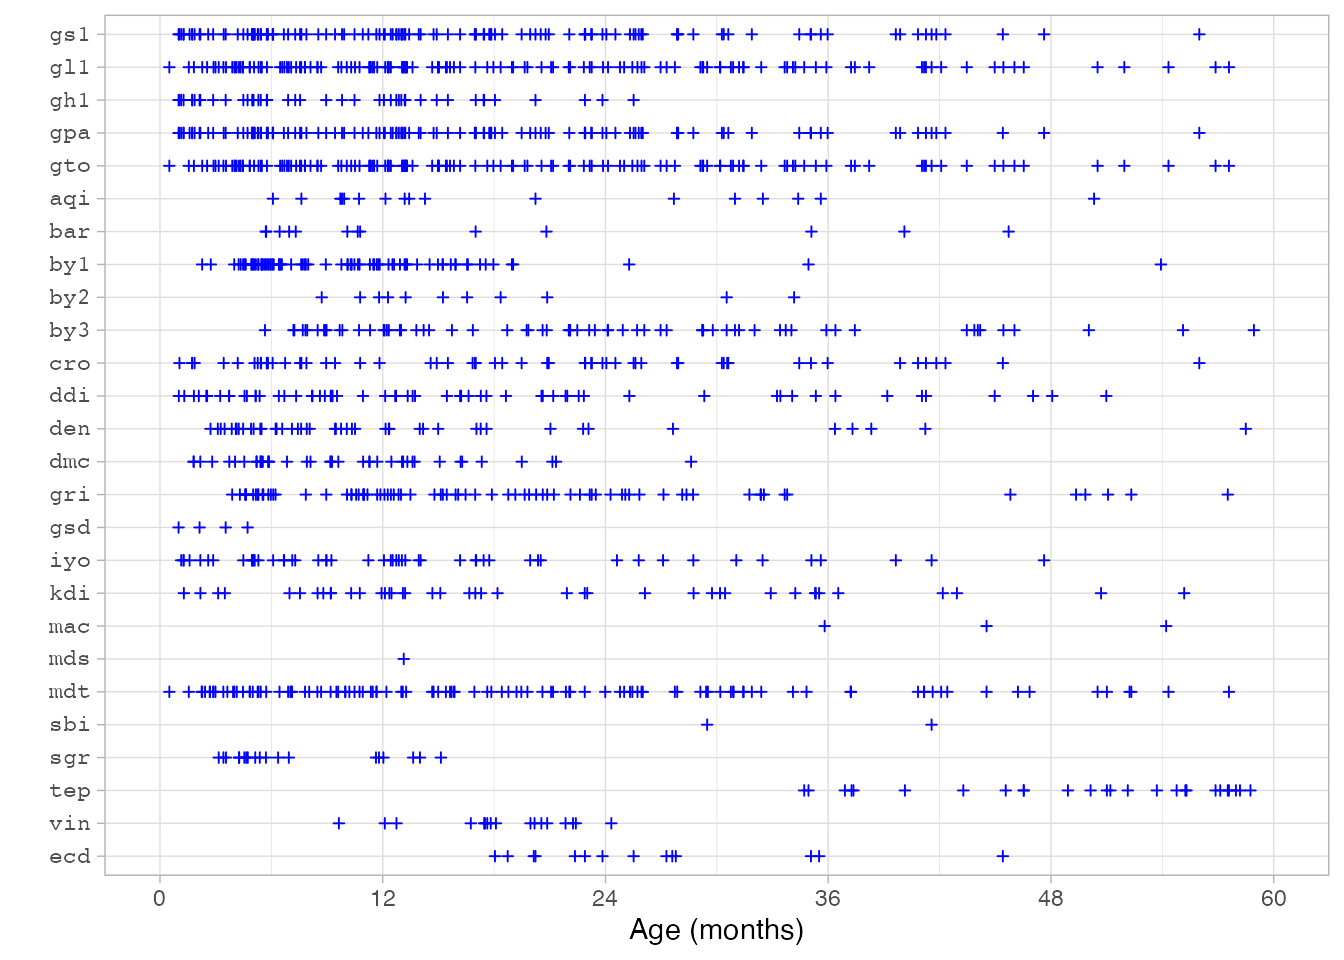 gs1
gl1
gh1
gpa
gto
aqi
bar
by1
by2
by3
cro
ddi
den
dmc
gri
gsd
iyo
kdi
mac
mds
mdt
sbi
sgr
tep
vin
ecd
0 12 24 36 48 60
Age (months)